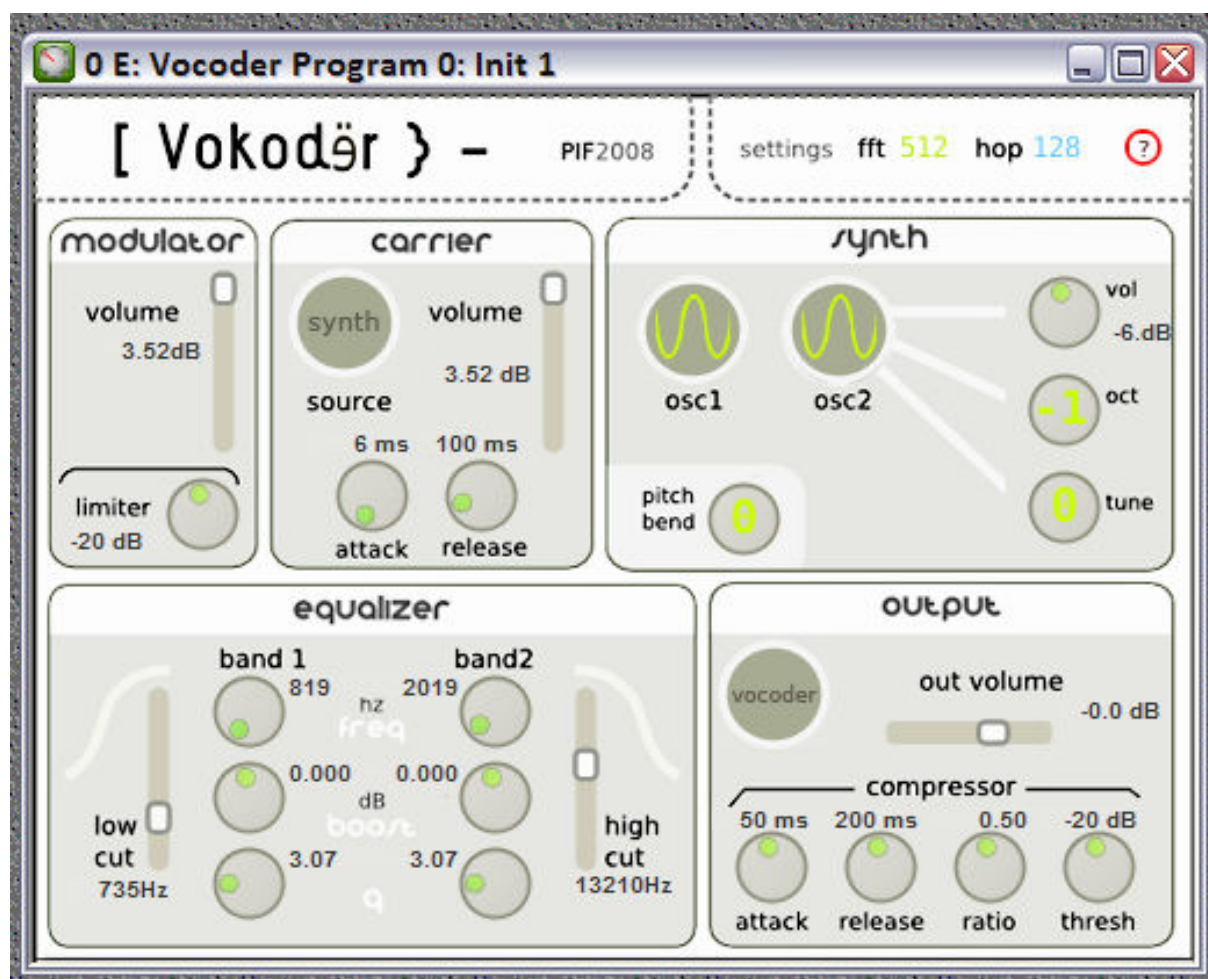 0 E: Vocoder Program 0: Init 1
[ Vokodër } –
PIF2008
settings fft 512 hop 128 ?
modulator
volume
3.52dB
limiter
-20 dB
carrier
synth
source
volume
3.52 dB
6 ms 100 ms
attack release
synth
osc1 osc2
vol
-6.dB
-1 oct
0 tune
pitch
bend
0
equalizer
band 1 band2
819 hz 2019
freq
0.000 dB 0.000
boost
3.07 3.07
q
low
cut
735Hz
high
cut
13210Hz
output
vocoder
out volume
-0.0 dB
compressor
50 ms 200 ms 0.50 -20 dB
attack release ratio thresh